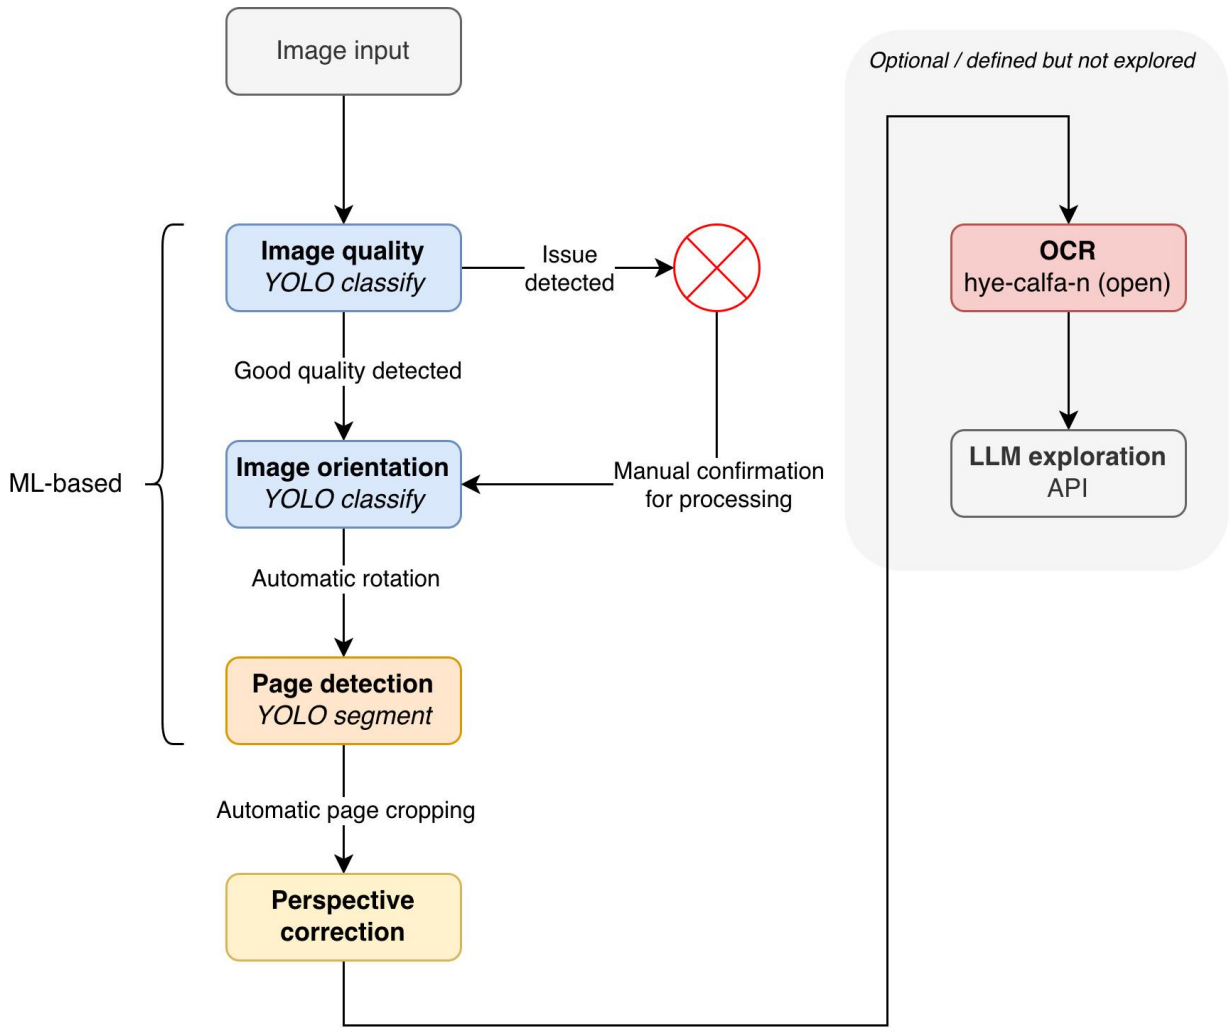 Image input
Optional / defined but not explored
Image quality
YOLO classify
Issue
detected
OCR
hye-calfa-n (open)
Good quality detected
ML-based
Image orientation
YOLO classify
Manual confirmation
for processing
LLM exploration
API
Automatic rotation
Page detection
YOLO segment
Automatic page cropping
Perspective
correction